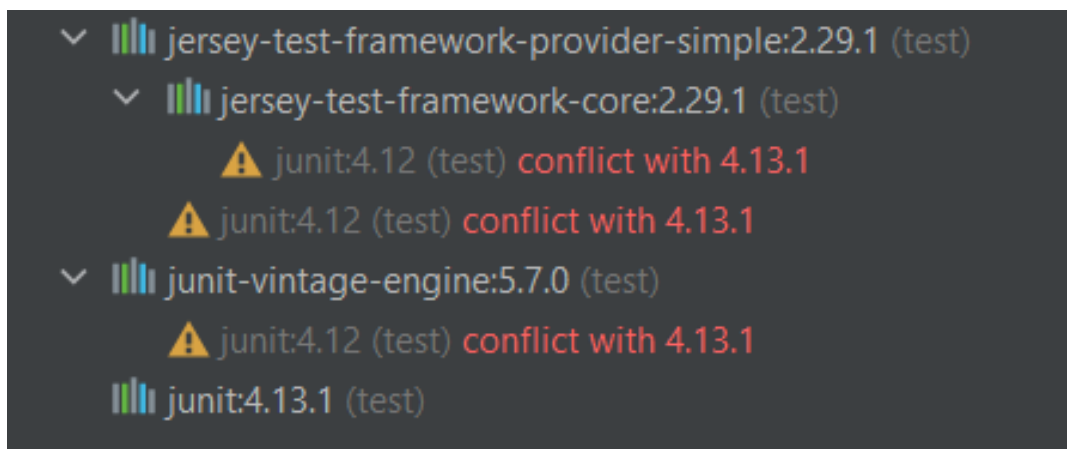 jersey-test-framework-provider-simple:2.29.1 (test)
jersey-test-framework-core:2.29.1 (test)
junit:4.12 (test) conflict with 4.13.1
junit:4.12 (test) conflict with 4.13.1
junit-vintage-engine:5.7.0 (test)
junit:4.12 (test) conflict with 4.13.1
junit:4.13.1 (test)